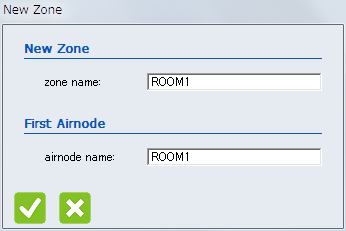 New Zone
New Zone
zone name: ROOM1
First Airnode
airnode name: ROOM1